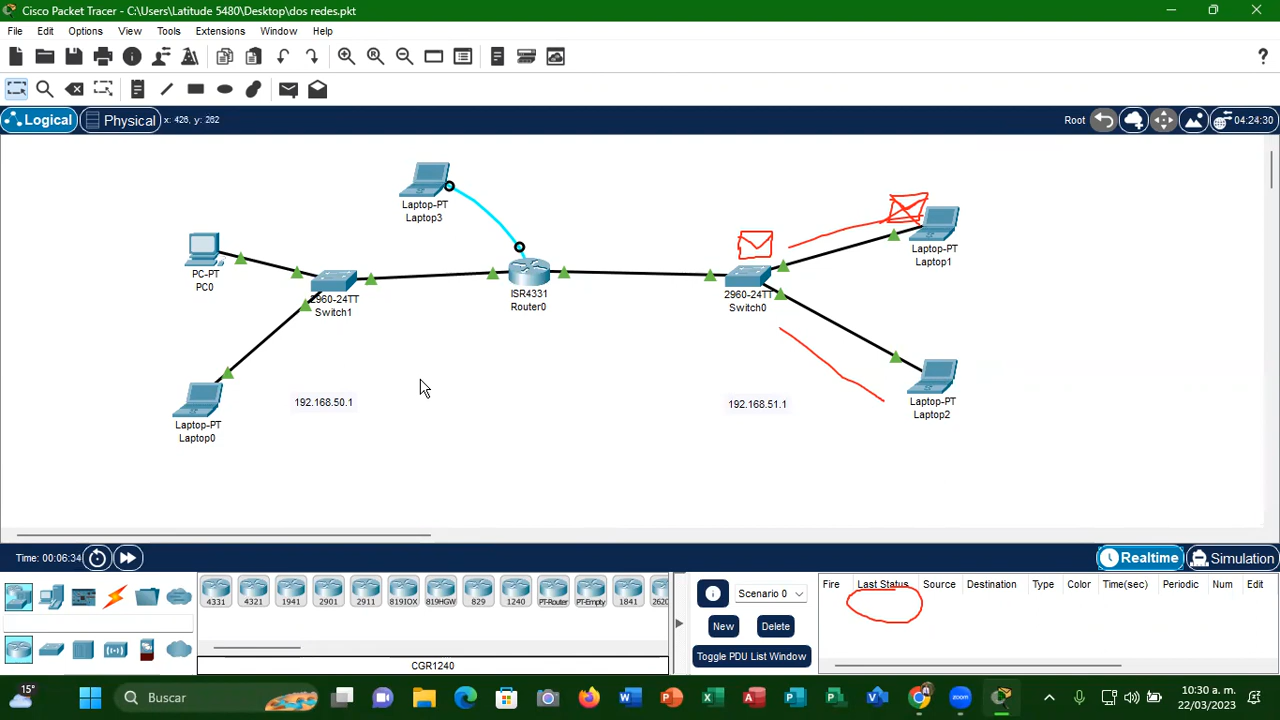 Cisco Packet Tracer - C:\Users\Latitude 5480\Desktop\dos redes.pkt
File Edit Options View Tools Extensions Window Help
Logical Physical x: 426, y: 262 Root 04:24:30
Laptop-PT
Laptop3
PC-PT
PC0
2960-24TT
Switch1
ISR4331
Router0
2960-24TT
Switch0
Laptop-PT
Laptop1
Laptop-PT
Laptop2
192.168.50.1
192.168.51.1
Laptop-PT
Laptop0
Time: 00:06:34 Realtime Simulation
4331 4321 1941 2901 2911 819IOX 819HGW 829 1240 PT-Router PT-Empty 1841 2620
CGR1240
Scenario 0
New Delete
Toggle PDU List Window
Fire Last Status Source Destination Type Color Time(sec) Periodic Num Edit
15°
Buscar
10:30 a. m.
22/03/2023